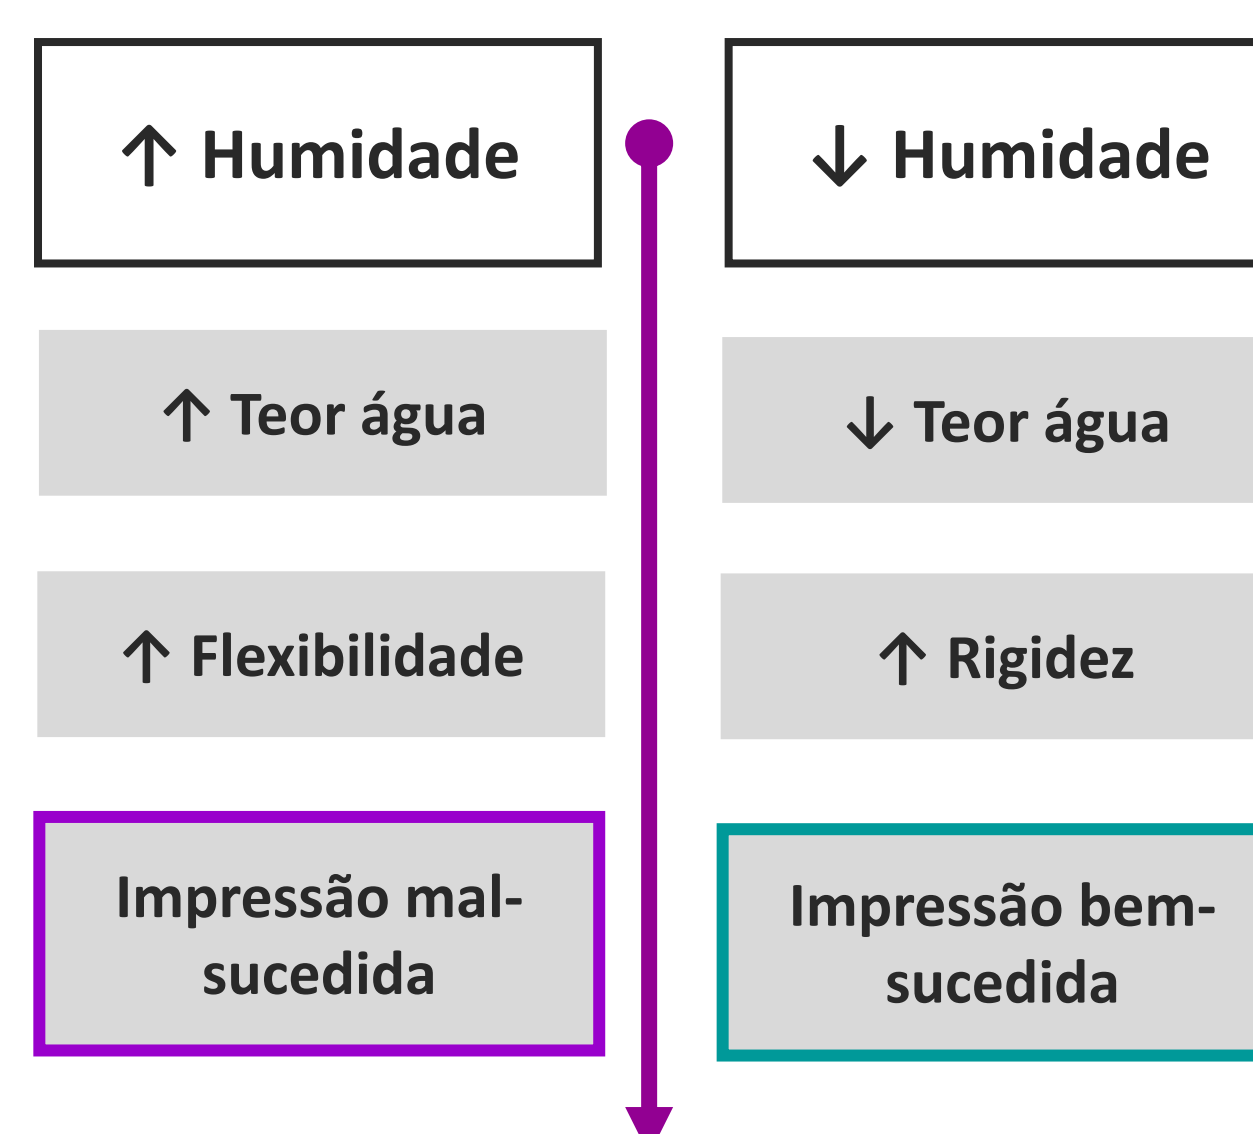 ↑ Humidade
↓ Humidade
↑ Teor água
↓ Teor água
↑ Flexibilidade
↑ Rigidez
Impressão mal-
sucedida
Impressão bem-
sucedida